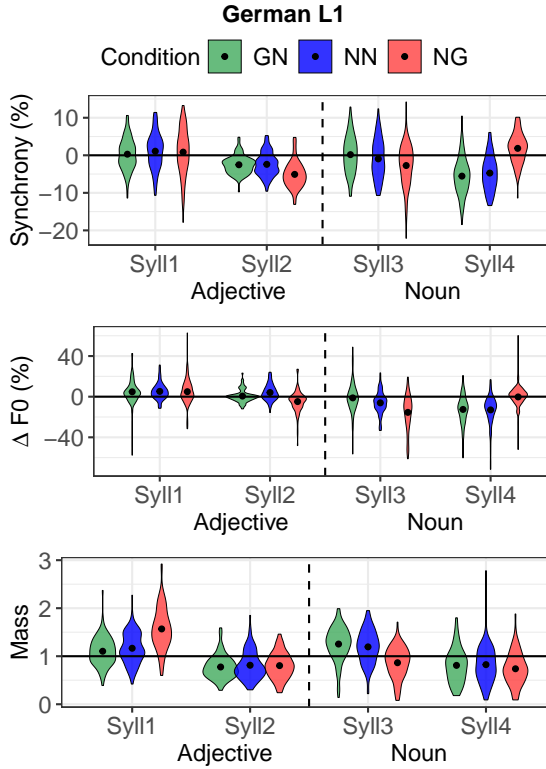 German L1
Condition GN NN NG
Synchrony (%)
10
0
−10
−20
Syll1 Syll2 Syll3 Syll4
Adjective Noun
Δ F0 (%)
40
0
−40
Syll1 Syll2 Syll3 Syll4
Adjective Noun
Mass
3
2
1
0
Syll1 Syll2 Syll3 Syll4
Adjective Noun